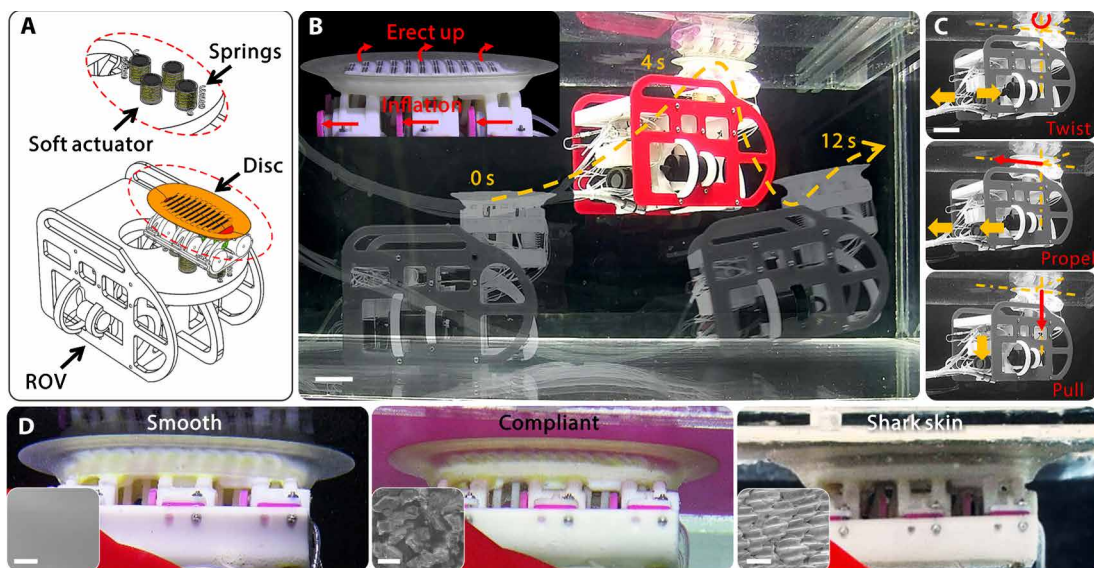 A
Springs
Soft actuator
Disc
ROV
B
Erect up
Inflation
0 s
4 s
12 s
C
Twist
Propel
Pull
D
Smooth
Compliant
Shark skin